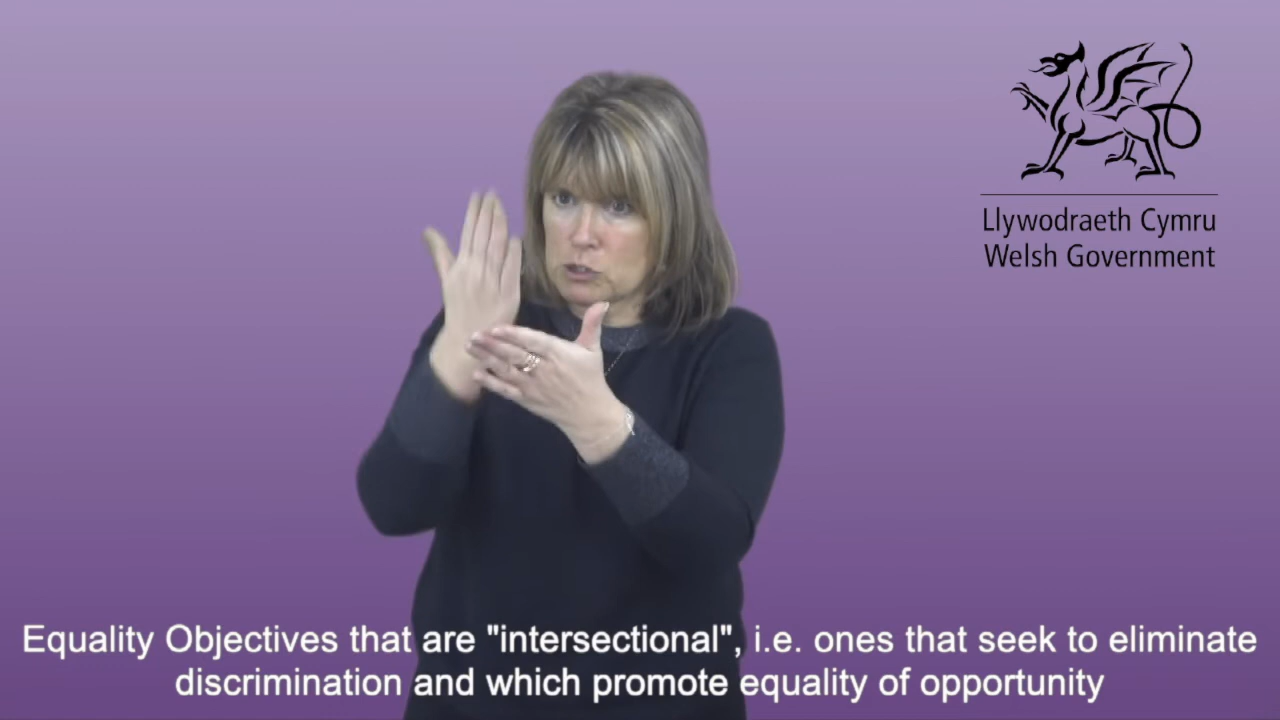 Llywodraeth Cymru
Welsh Government
Equality Objectives that are "intersectional", i.e. ones that seek to eliminate
discrimination and which promote equality of opportunity